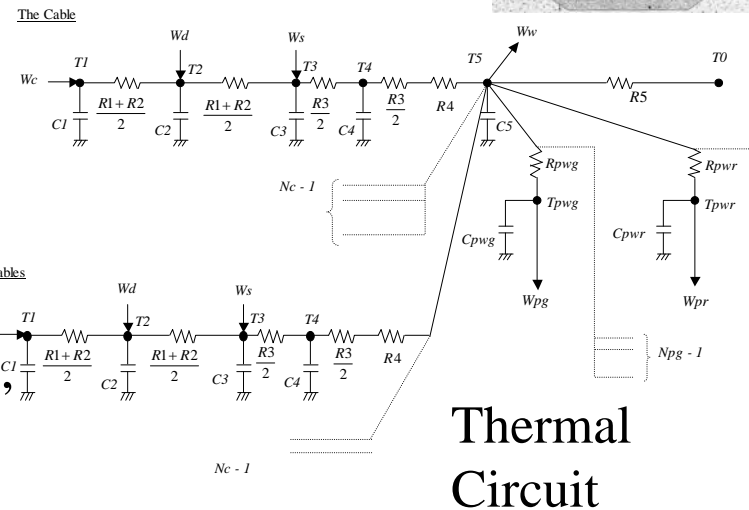 The Cable
Wd Ws Ww
T1 T2 T3 T4 T5 T0
Wc
R1+R2
2
R1+R2
2
R3
2
R3
2
R4 R5
C1 C2 C3 C4 C5
Nc - 1
Rpwg Rpwr
Tpwg Tpwr
Cpwg Cpwr
Wpg Wpr
ables
Wd Ws
T1 T2 T3 T4
R1+R2
2
R1+R2
2
R3
2
R3
2
R4
C1 C2 C3 C4
,
Npg - 1
Nc - 1
Thermal
Circuit